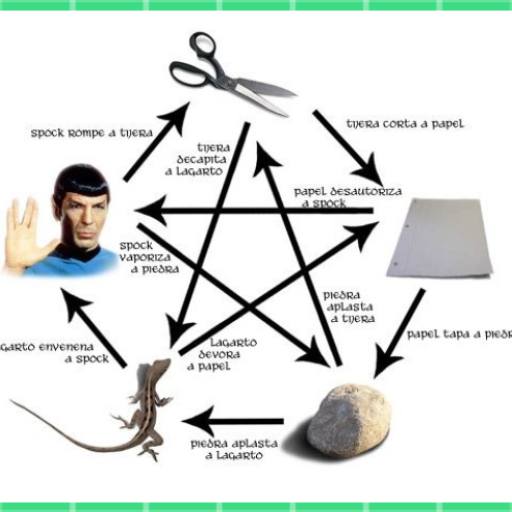 spock rompe a tijera
tijera corta a papel
tijera
decapita
a lagarto
papel desautoriza
a spock
spock
vaporiza
a piedra
piedra
aplasta
a tijera
papel tapa a piedr
lagarto
devora
a papel
garto envenena
a spock
piedra aplasta
a lagarto